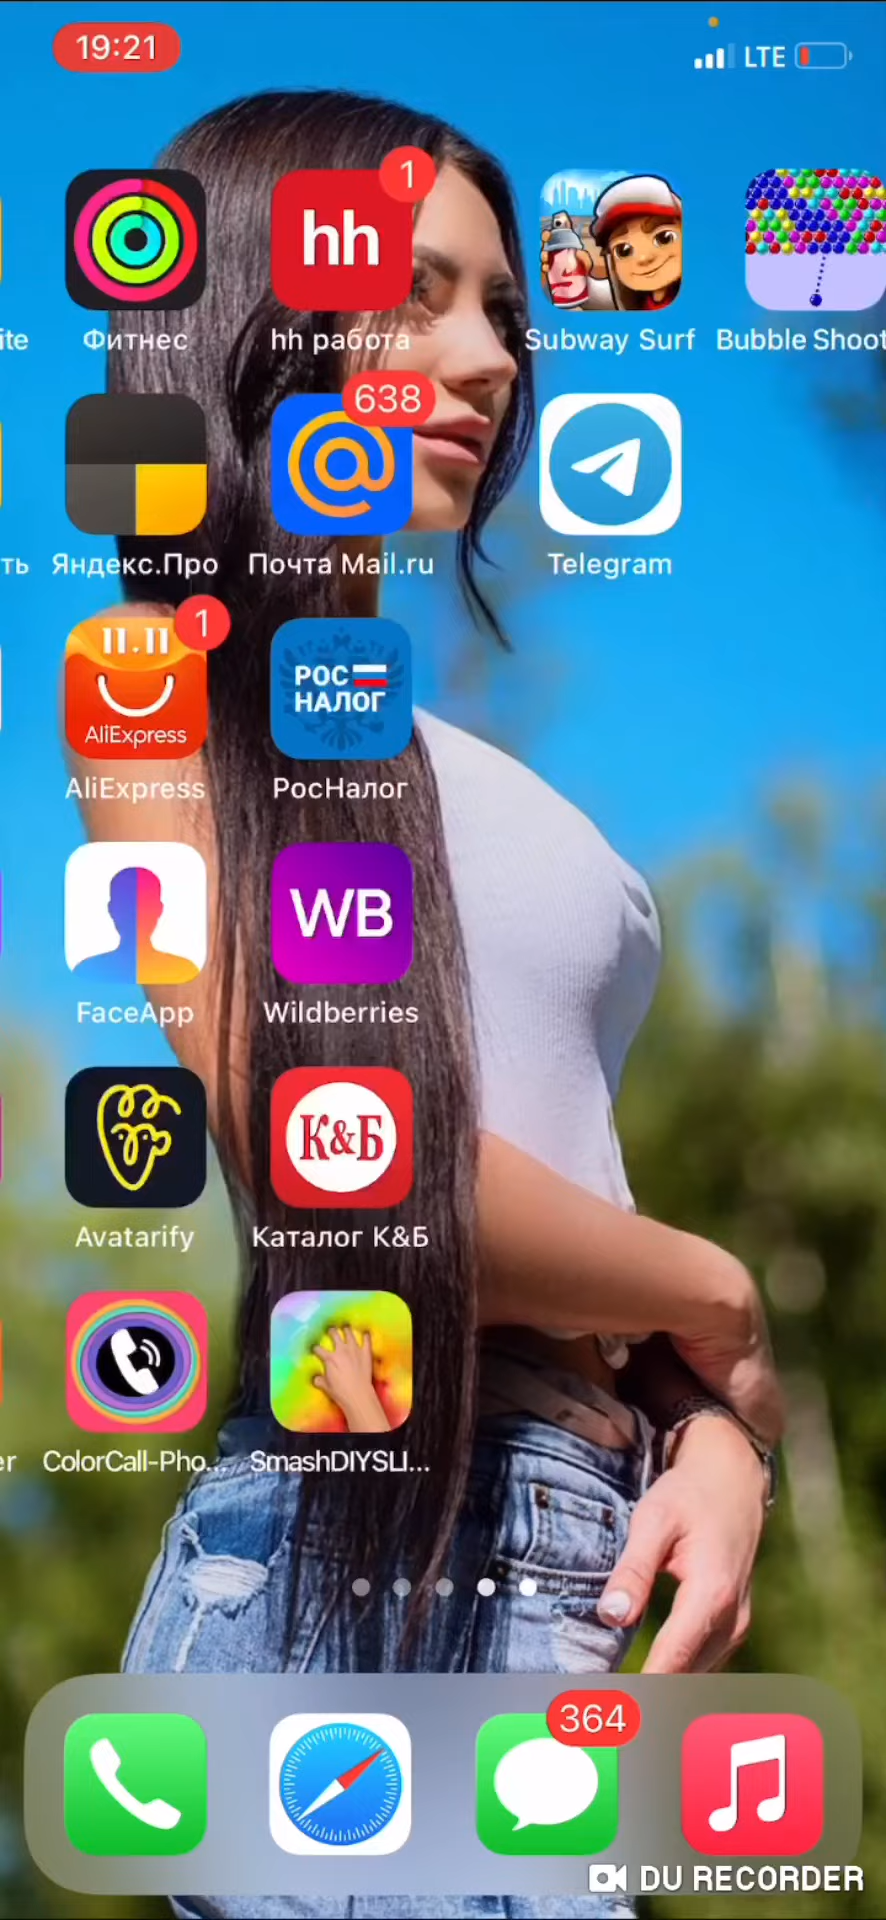 19:21
LTE
1
hh
ite
Фитнес
hh работа
Subway Surf
Bubble Shoot
638
ть
Яндекс.Про
Почта Mail.ru
Telegram
11.11
1
AliExpress
РОС
НАЛОГ
AliExpress
РосНалог
WB
FaceApp
Wildberries
К&Б
Avatarify
Каталог К&Б
er
ColorCall-Pho...
SmashDIYSLI...
364
DU RECORDER